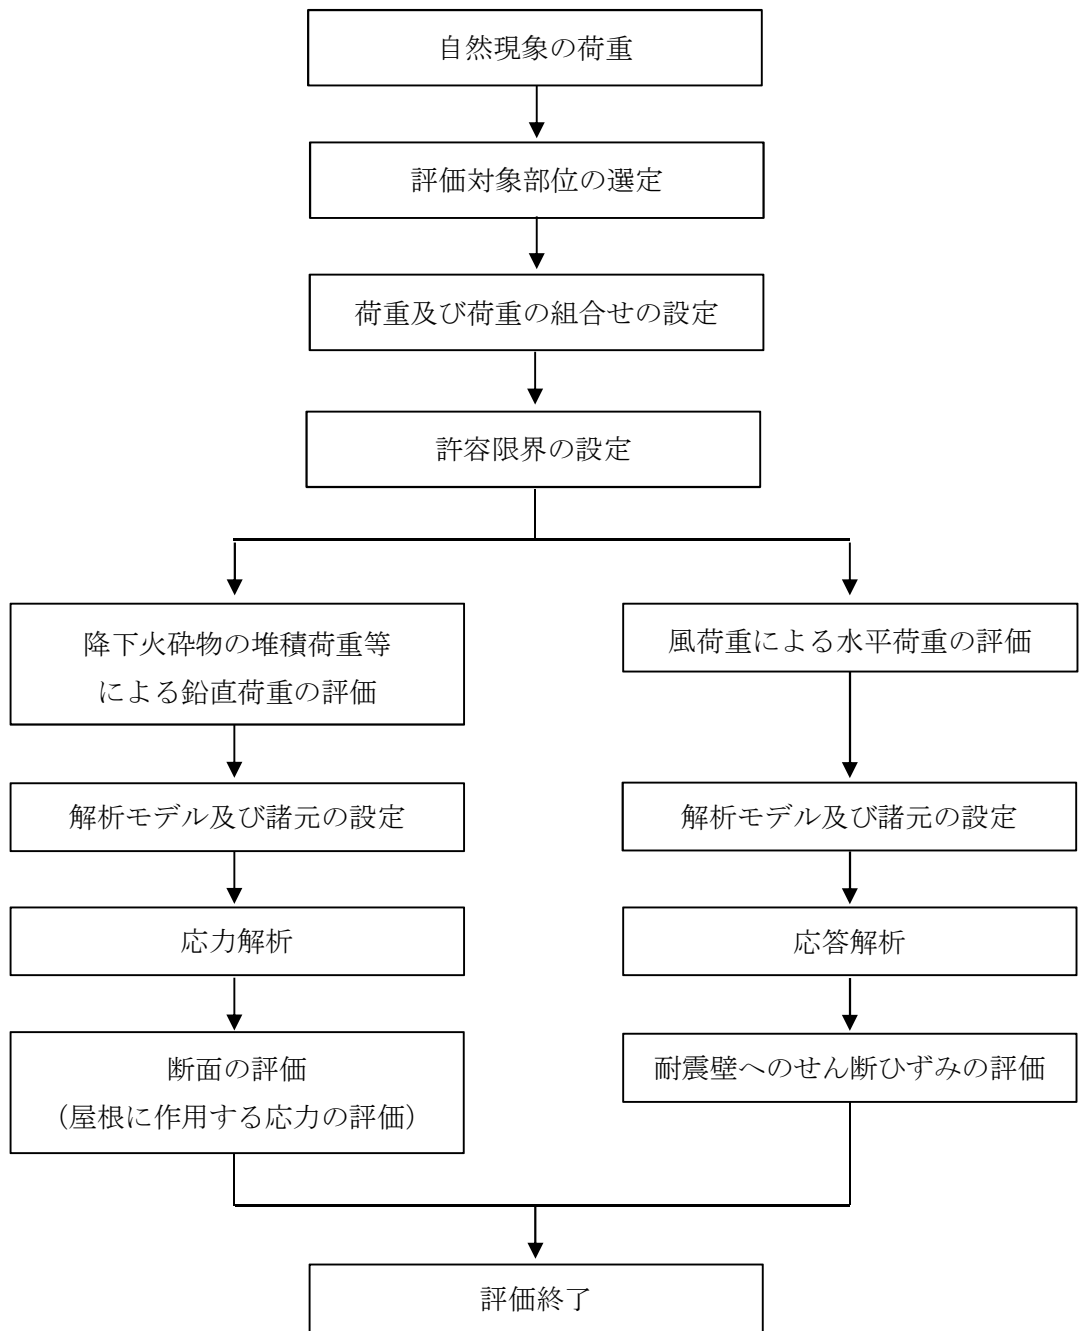 自然現象の荷重
評価対象部位の選定
荷重及び荷重の組合せの設定
許容限界の設定
降下火砕物の堆積荷重等
による鉛直荷重の評価
風荷重による水平荷重の評価
解析モデル及び諸元の設定
解析モデル及び諸元の設定
応力解析
応答解析
断面の評価
（屋根に作用する応力の評価）
耐震壁へのせん断ひずみの評価
評価終了